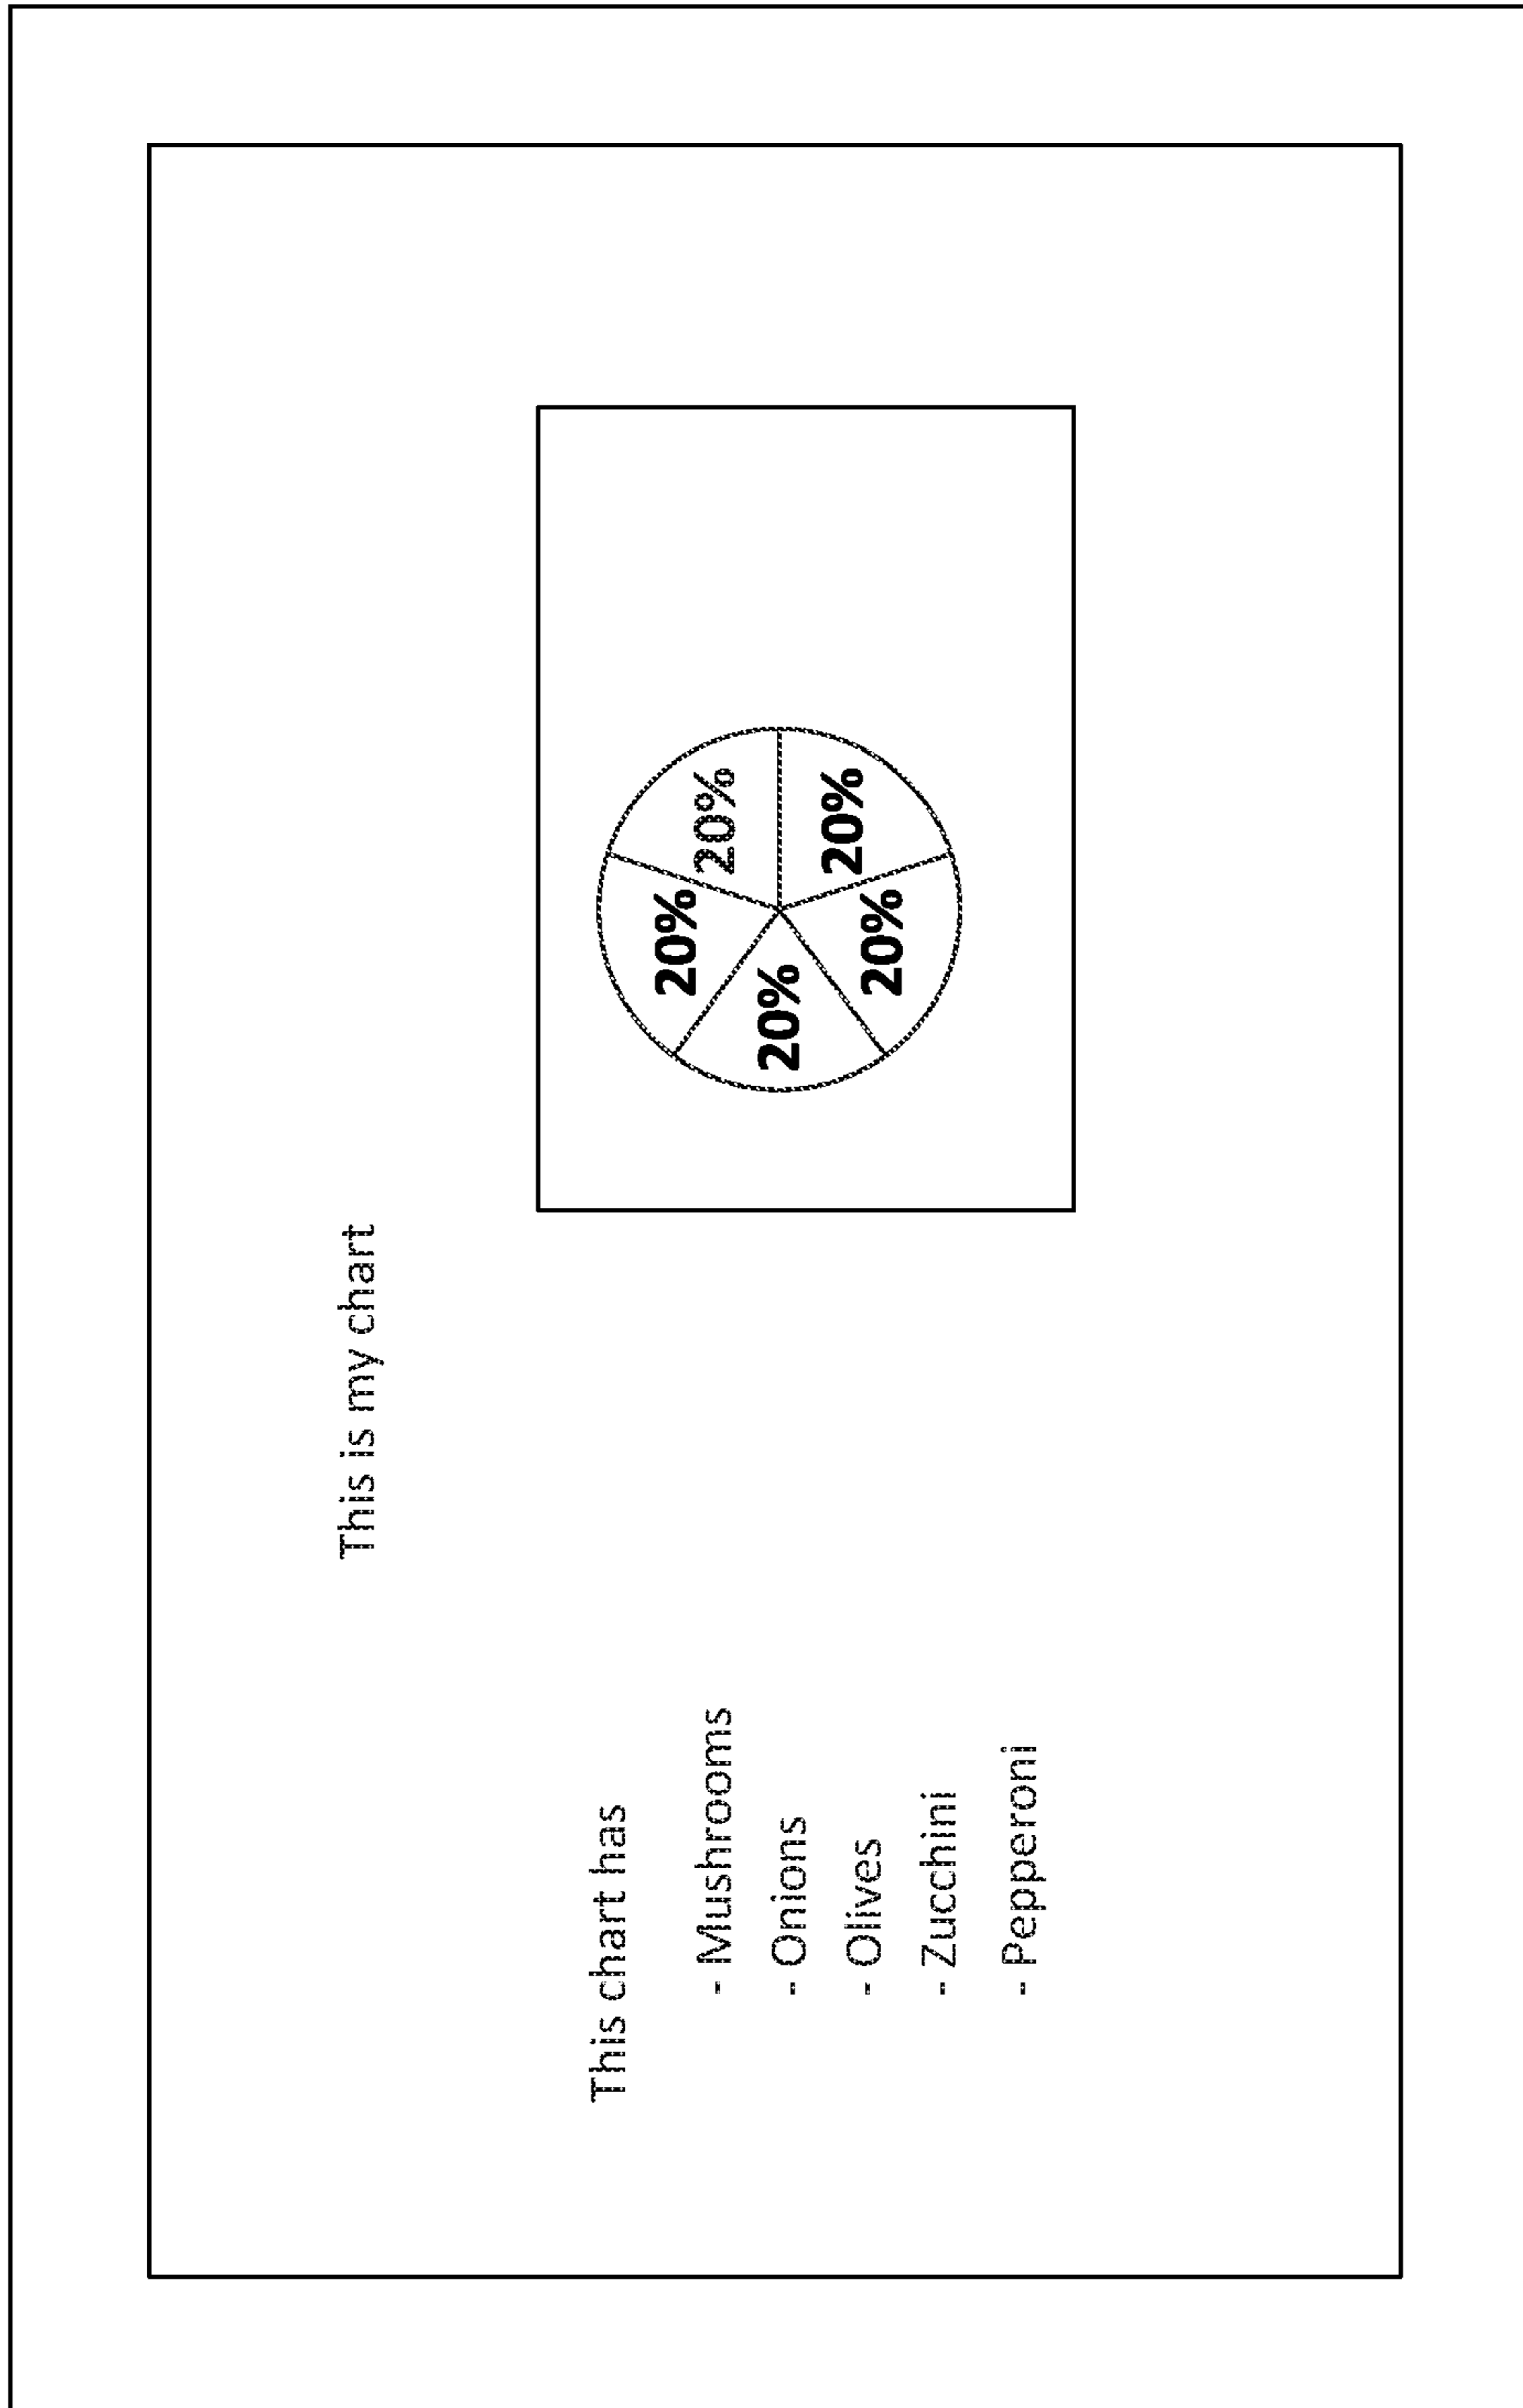 This is my chart
This chart has
- Mushrooms
- Onions
- Olives
- Zucchini
- Pepperoni
20%
20%
20%
20%
20%